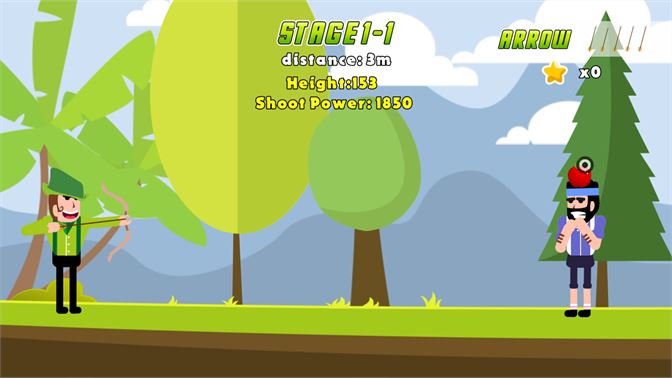 STAGE1-1
distance: 3m
Height:153
Shoot Power: 1850
ARROW
x0